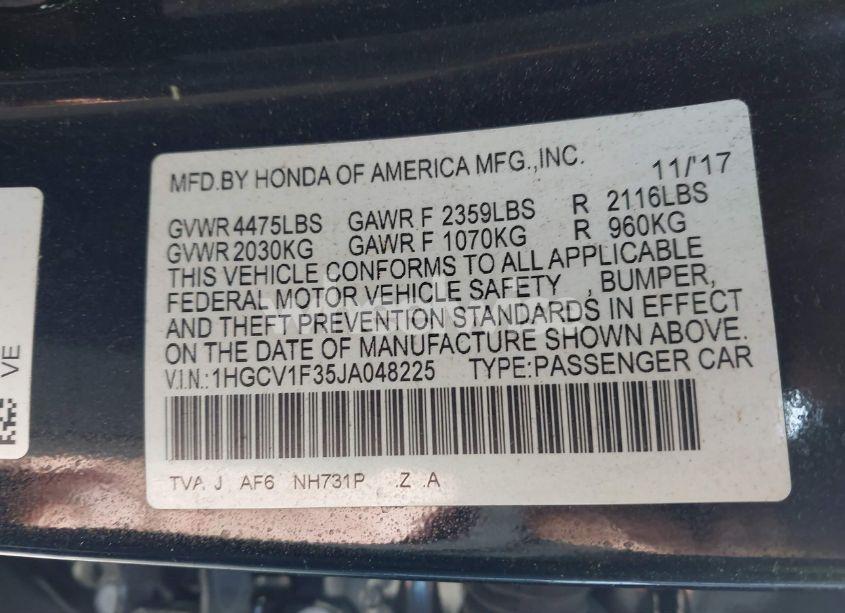 MFD.BY HONDA OF AMERICA MFG.,INC. 11/'17
GVWR 4475LBS GAWR F 2359LBS R 2116LBS
GVWR 2030KG GAWR F 1070KG R 960KG
THIS VEHICLE CONFORMS TO ALL APPLICABLE
FEDERAL MOTOR VEHICLE SAFETY , BUMPER,
AND THEFT PREVENTION STANDARDS IN EFFECT
ON THE DATE OF MANUFACTURE SHOWN ABOVE.
V.I.N.:1HGCV1F35JA048225 TYPE:PASSENGER CAR
TVA J AF6 NH731P .Z .A
VE